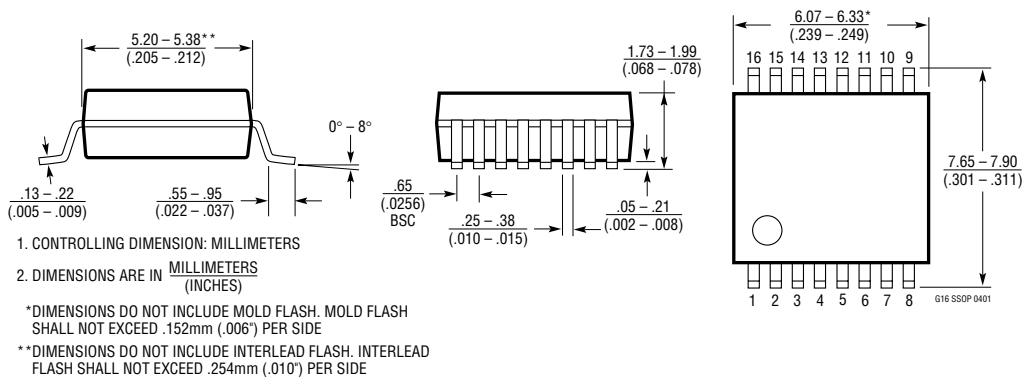 5.20 – 5.38**
(.205 – .212)
0° – 8°
.13 – .22
(.005 – .009)
.55 – .95
(.022 – .037)
1.73 – 1.99
(.068 – .078)
.65
(.0256)
BSC
.25 – .38
(.010 – .015)
.05 – .21
(.002 – .008)
6.07 – 6.33*
(.239 – .249)
16 15 14 13 12 11 10 9
7.65 – 7.90
(.301 – .311)
1 2 3 4 5 6 7 8
G16 SSOP 0401
1. CONTROLLING DIMENSION: MILLIMETERS
2. DIMENSIONS ARE IN MILLIMETERS
(INCHES)
*DIMENSIONS DO NOT INCLUDE MOLD FLASH. MOLD FLASH
SHALL NOT EXCEED .152mm (.006") PER SIDE
**DIMENSIONS DO NOT INCLUDE INTERLEAD FLASH. INTERLEAD
FLASH SHALL NOT EXCEED .254mm (.010") PER SIDE